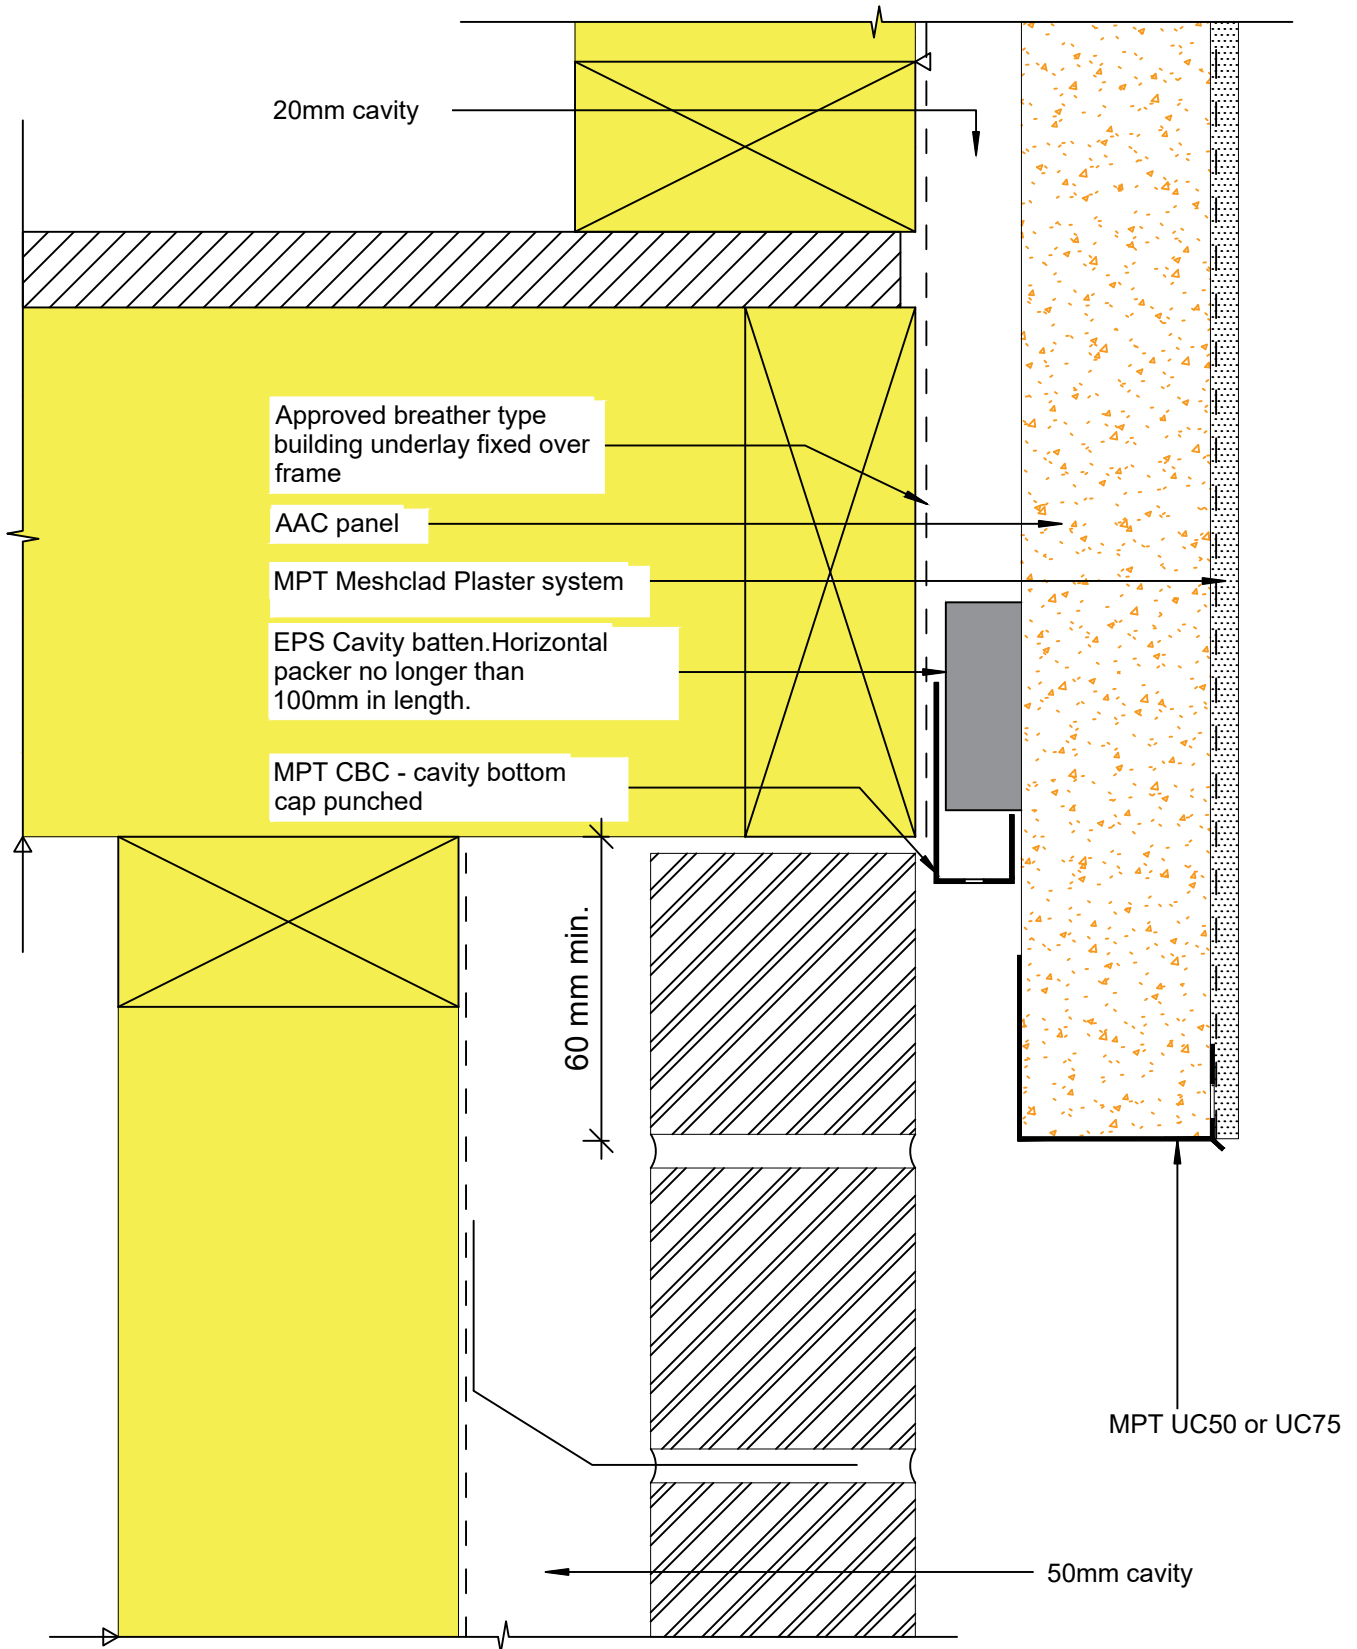 20mm cavity
Approved breather type
building underlay fixed over
frame
AAC panel
MPT Meshclad Plaster system
EPS Cavity batten.Horizontal
packer no longer than
100mm in length.
MPT CBC - cavity bottom
cap punched
60 mm min.
MPT UC50 or UC75
50mm cavity